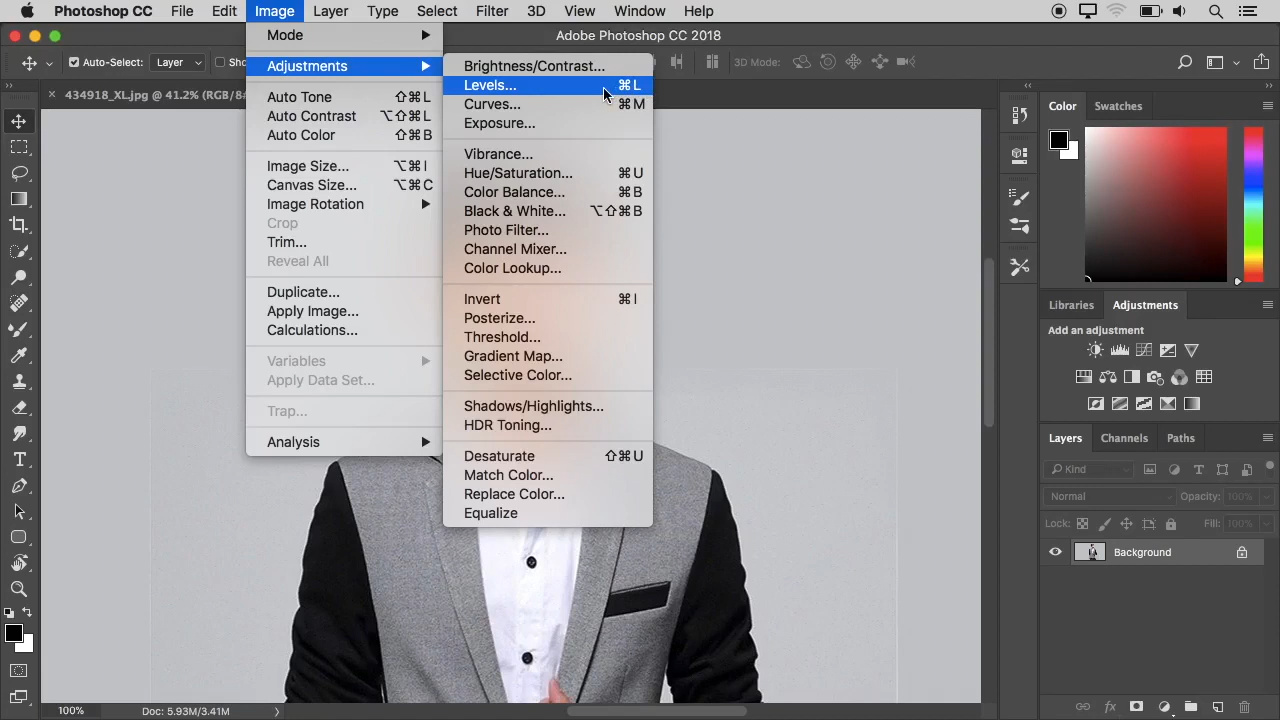 Photoshop CC File Edit Image Layer Type Select Filter 3D View Window Help
Adobe Photoshop CC 2018
Auto-Select: Layer Sho 3D Mode:
434918_XL.jpg @ 41.2% (RGB/8#
Mode
Adjustments
Auto Tone ⇧⌘L
Auto Contrast ⌥⇧⌘L
Auto Color ⇧⌘B
Image Size... ⌥⌘I
Canvas Size... ⌥⌘C
Image Rotation
Crop
Trim...
Reveal All
Duplicate...
Apply Image...
Calculations...
Variables
Apply Data Set...
Trap...
Analysis
Brightness/Contrast...
Levels... ⌘L
Curves... ⌘M
Exposure...
Vibrance...
Hue/Saturation... ⌘U
Color Balance... ⌘B
Black & White... ⌥⇧⌘B
Photo Filter...
Channel Mixer...
Color Lookup...
Invert ⌘I
Posterize...
Threshold...
Gradient Map...
Selective Color...
Shadows/Highlights...
HDR Toning...
Desaturate ⇧⌘U
Match Color...
Replace Color...
Equalize
Color Swatches
Libraries Adjustments
Add an adjustment
Layers Channels Paths
Kind
Normal Opacity: 100%
Lock: Fill: 100%
Background
100% Doc: 5.93M/3.41M